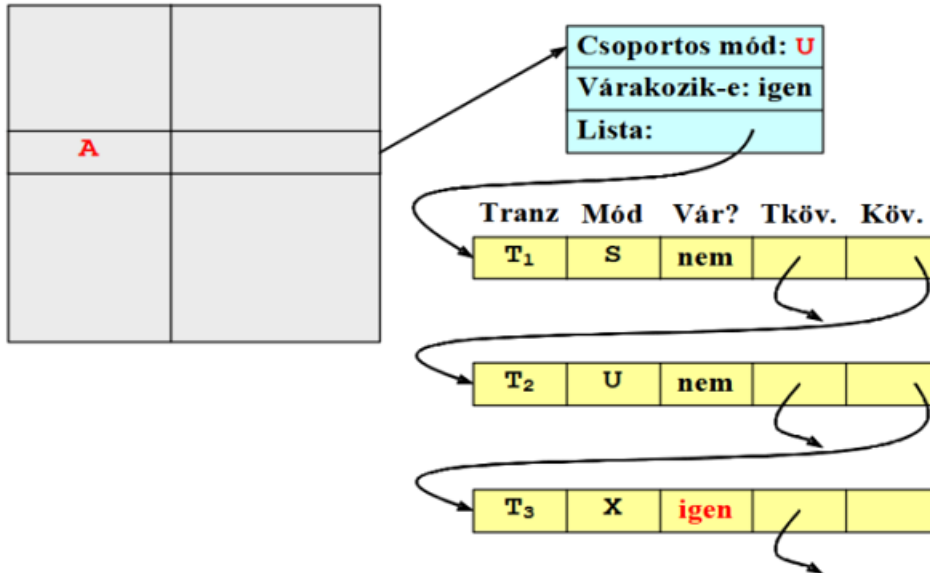 Csoportos mód: U
Várakozik-e: igen
A
Lista:
Tranz Mód Vár? Tköv. Köv.
T₁ S nem
T₂ U nem
T₃ X igen